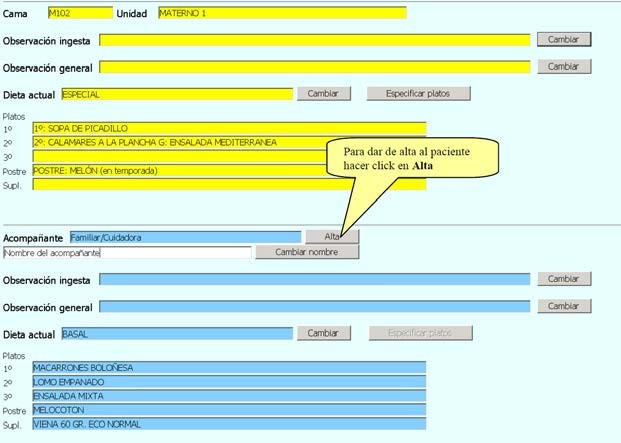 Cama M102 Unidad MATERNO 1
Observación ingesta Cambiar
Observación general Cambiar
Dieta actual ESPECIAL Cambiar Especificar platos
Platos
1º 1º: SOPA DE PICADILLO
2º 2º: CALAMARES A LA PLANCHA G: ENSALADA MEDITERRANEA
3º
Postre POSTRE: MELÓN (en temporada)
Supl.
Para dar de alta al paciente
hacer click en Alta
Acompañante Familiar/Cuidadora Alta
Nombre del acompañante Cambiar nombre
Observación ingesta Cambiar
Observación general Cambiar
Dieta actual BASAL Cambiar Especificar platos
Platos
1º MACARRONES BOLOÑESA
2º LOMO EMPANADO
3º ENSALADA MIXTA
Postre MELOCOTON
Supl. VIENA 60 GR. ECO NORMAL